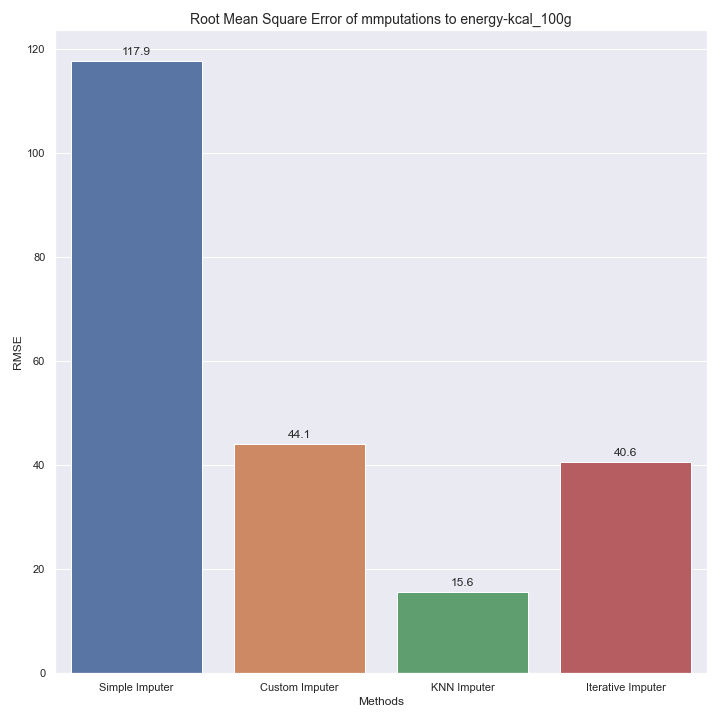 Root Mean Square Error of mmputations to energy-kcal_100g
120
100
80
60
40
20
0
RMSE
117.9
44.1
15.6
40.6
Simple Imputer
Custom Imputer
KNN Imputer
Iterative Imputer
Methods